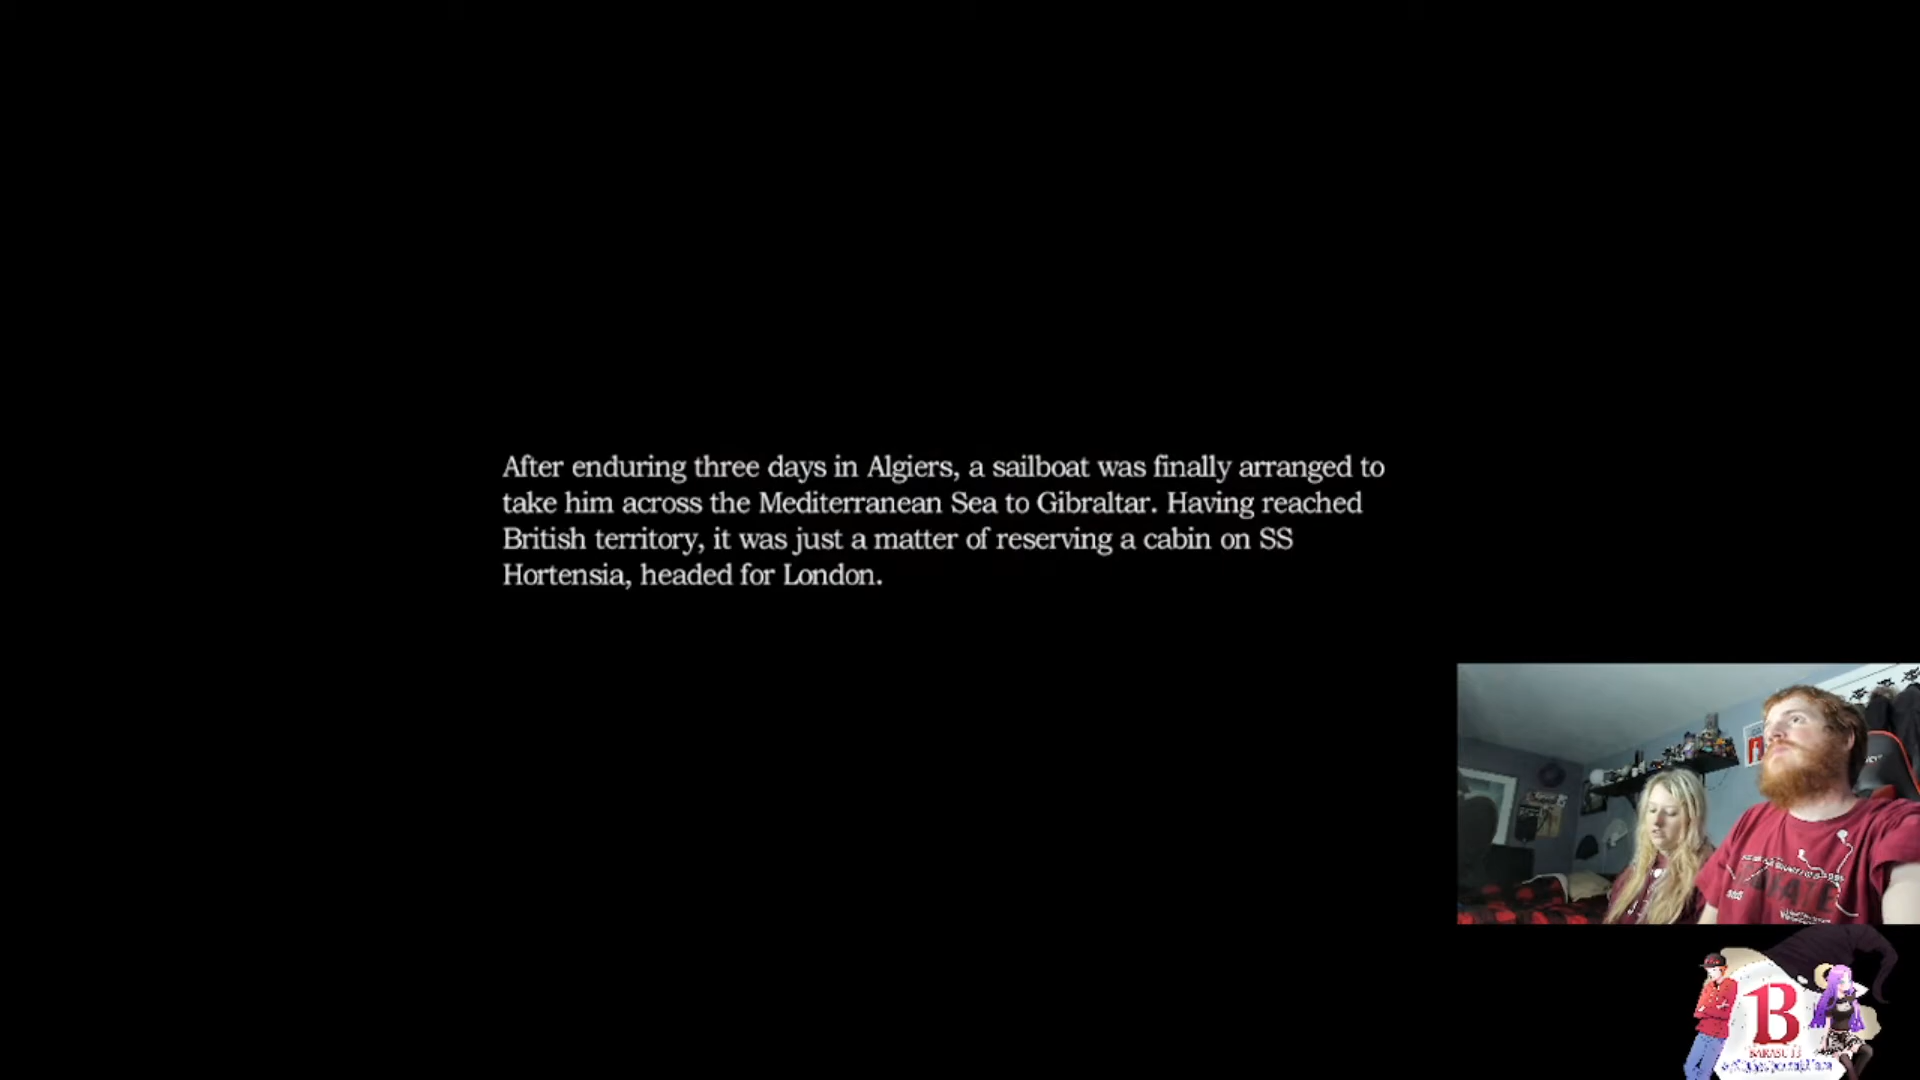 After enduring three days in Algiers, a sailboat was finally arranged to
take him across the Mediterranean Sea to Gibraltar. Having reached
British territory, it was just a matter of reserving a cabin on SS
Hortensia, headed for London.
B